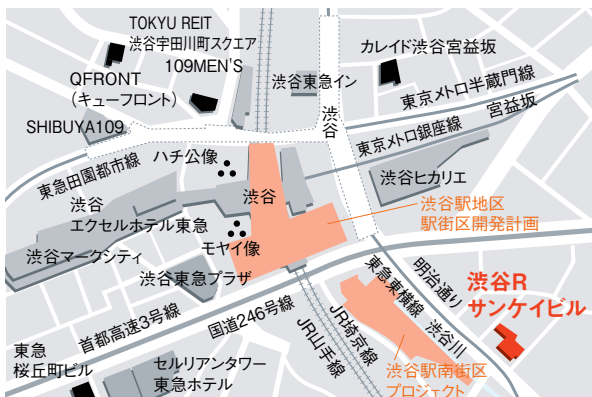 TOKYU REIT
渋谷宇田川町スクエア
109MEN'S
カレイド渋谷宮益坂
QFRONT
（キューフロント）
渋谷東急イン
東京メトロ半蔵門線
渋谷
宮益坂
SHIBUYA109
東京メトロ銀座線
ハチ公像
東急田園都市線
渋谷ヒカリエ
渋谷
渋谷
エクセルホテル東急
渋谷駅地区
駅街区開発計画
モヤイ像
渋谷マークシティ
渋谷東急プラザ
明治通り
東急東横線
渋谷川
渋谷R
サンケイビル
首都高速3号線
国道246号線
JR埼京線
JR山手線
東急
桜丘町ビル
セルリアンタワー
東急ホテル
渋谷駅南街区
プロジェクト